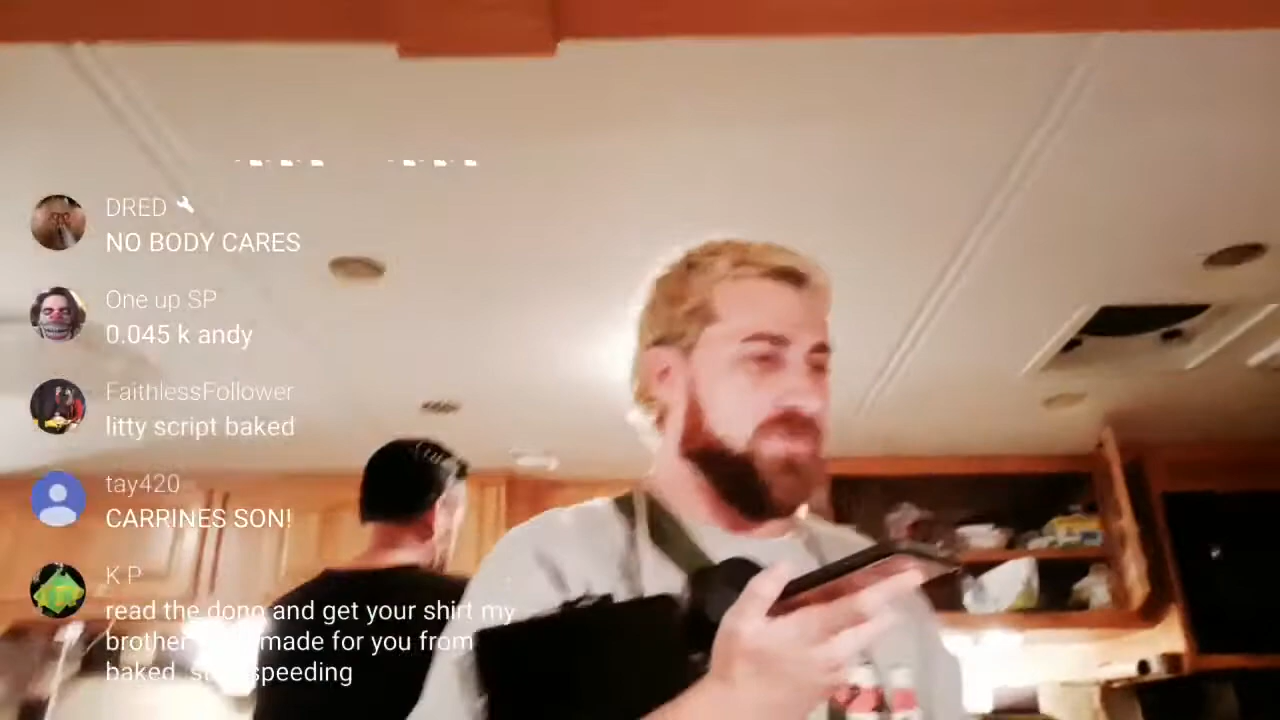 DRED
NO BODY CARES
One up SP
0.045 k andy
FaithlessFollower
litty script baked
tay420
CARRINES SON!
K P
read the dono and get your shirt my
brother made for you from
baked speeding